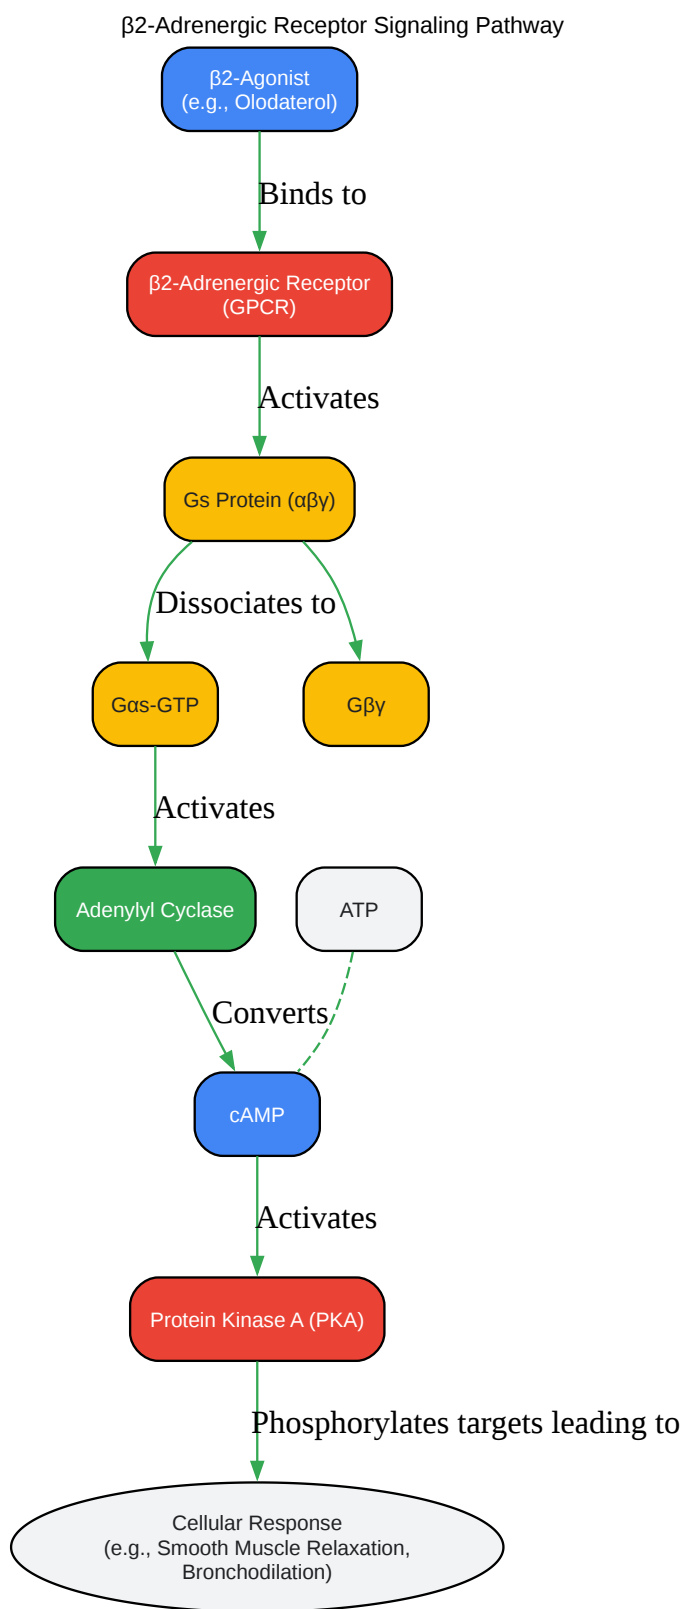 β2-Adrenergic Receptor Signaling Pathway
β2-Agonist
(e.g., Olodaterol)
Binds to
β2-Adrenergic Receptor
(GPCR)
Activates
Gs Protein (αβγ)
Dissociates to
Gαs-GTP
Gβγ
Activates
Adenylyl Cyclase
ATP
Converts
cAMP
Activates
Protein Kinase A (PKA)
Phosphorylates targets leading to
Cellular Response
(e.g., Smooth Muscle Relaxation,
Bronchodilation)